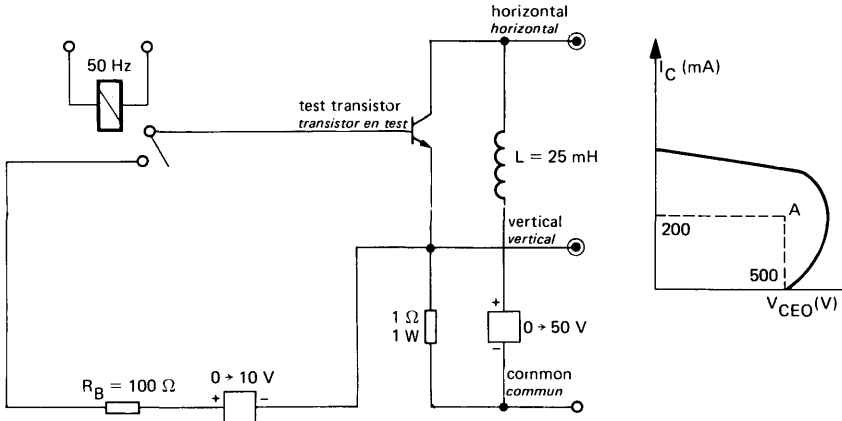 horizontal
horizontal
50 Hz
I_C (mA)
test transistor
transistor en test
L = 25 mH
vertical
vertical
A
200
500
V_CEO (V)
1 Ω
1 W
+
0 → 50 V
−
common
commun
R_B = 100 Ω
0 → 10 V
+
−